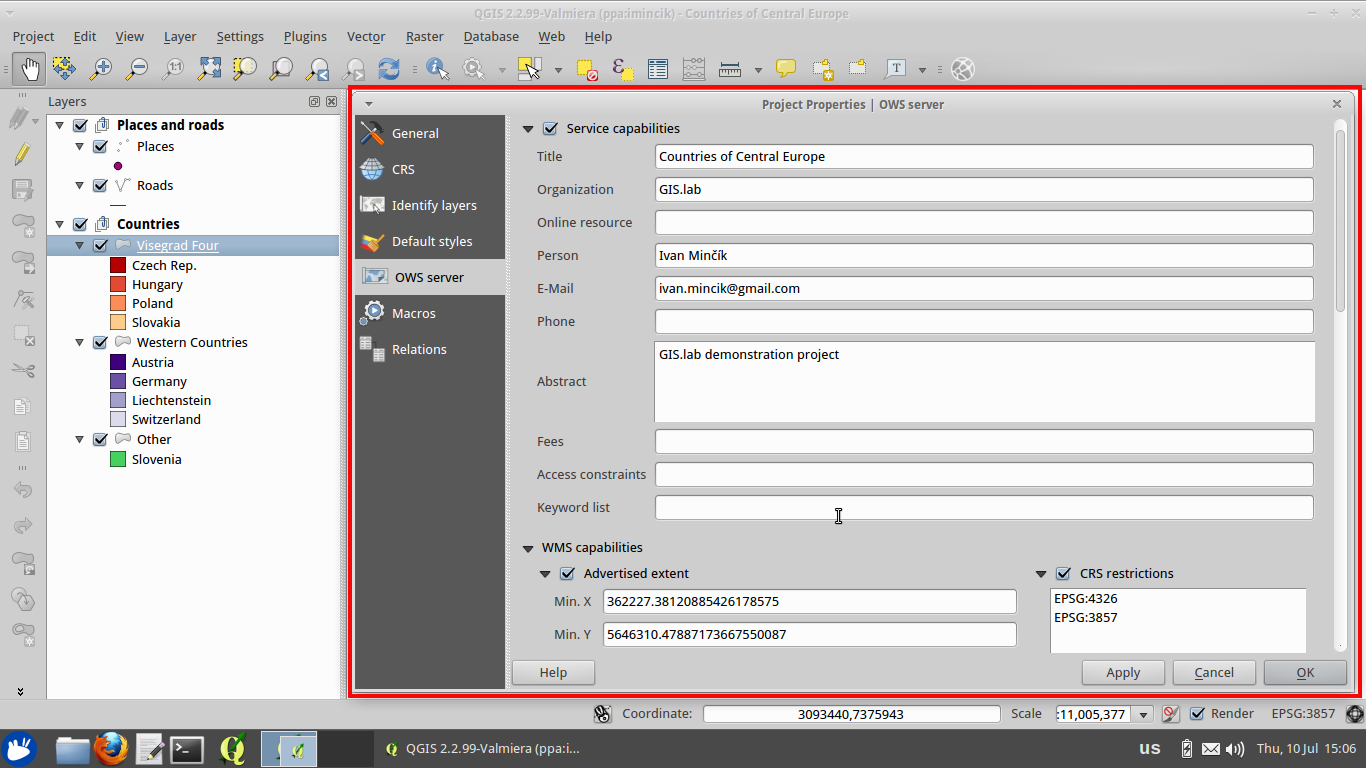 QGIS 2.2.99-Valmiera (ppa:imincik) - Countries of Central Europe
Project Edit View Layer Settings Plugins Vector Raster Database Web Help
1:1
T
Layers
Places and roads
Places
Roads
Countries
Visegrad Four
Czech Rep.
Hungary
Poland
Slovakia
Western Countries
Austria
Germany
Liechtenstein
Switzerland
Other
Slovenia
Project Properties | OWS server
General
CRS
Identify layers
Default styles
OWS server
Macros
Relations
Service capabilities
Title Countries of Central Europe
Organization GIS.lab
Online resource
Person Ivan Minčík
E-Mail ivan.mincik@gmail.com
Phone
Abstract GIS.lab demonstration project
Fees
Access constraints
Keyword list
WMS capabilities
Advertised extent
Min. X 362227.38120885426178575
Min. Y 5646310.47887173667550087
CRS restrictions
EPSG:4326
EPSG:3857
Help Apply Cancel OK
Coordinate: 3093440,7375943 Scale :11,005,377 Render EPSG:3857
QGIS 2.2.99-Valmiera (ppa:i... us Thu, 10 Jul 15:06